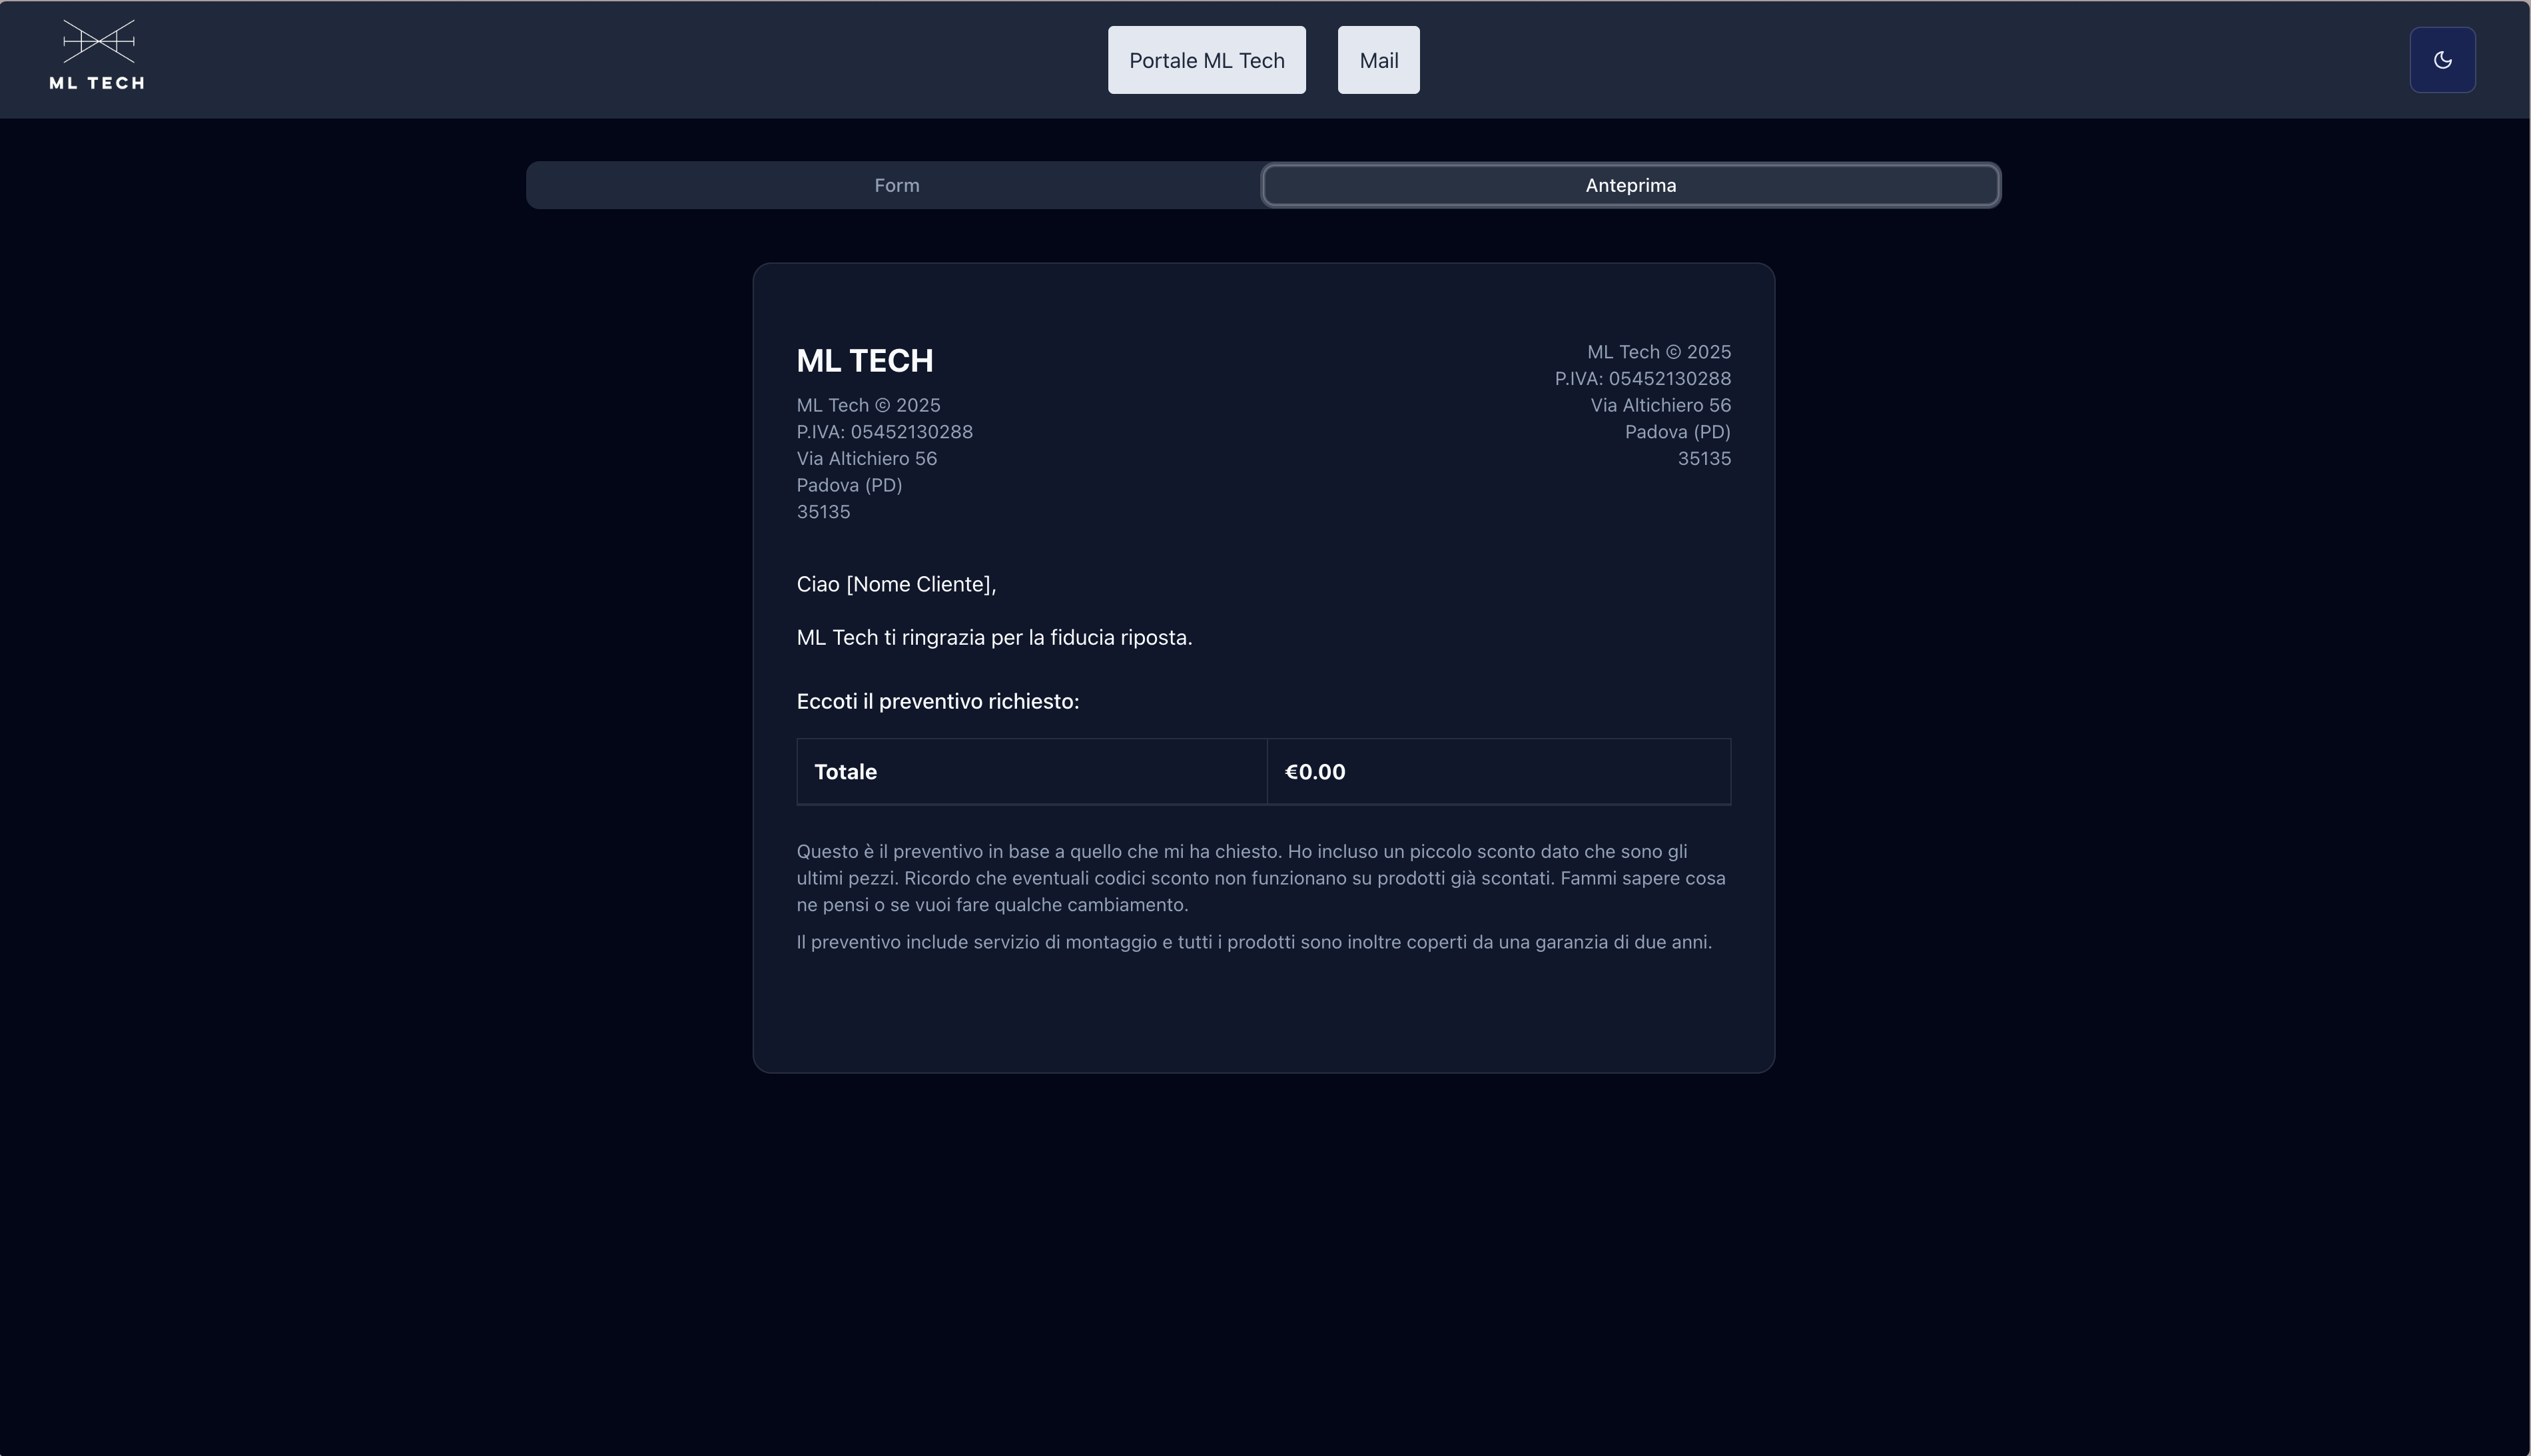 ML TECH
Portale ML Tech
Mail
Form
Anteprima
ML TECH
ML Tech © 2025
P.IVA: 05452130288
Via Altichiero 56
Padova (PD)
35135
ML Tech © 2025
P.IVA: 05452130288
Via Altichiero 56
Padova (PD)
35135
Ciao [Nome Cliente],
ML Tech ti ringrazia per la fiducia riposta.
Eccoti il preventivo richiesto:
Totale €0.00
Questo è il preventivo in base a quello che mi ha chiesto. Ho incluso un piccolo sconto dato che sono gli
ultimi pezzi. Ricordo che eventuali codici sconto non funzionano su prodotti già scontati. Fammi sapere cosa
ne pensi o se vuoi fare qualche cambiamento.
Il preventivo include servizio di montaggio e tutti i prodotti sono inoltre coperti da una garanzia di due anni.